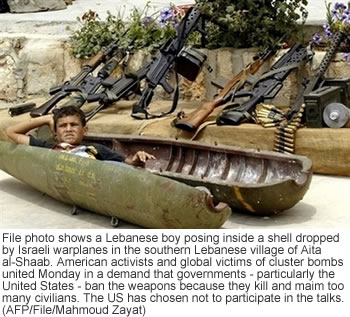 File photo shows a Lebanese boy posing inside a shell dropped
by Israeli warplanes in the southern Lebanese village of Aita
al-Shaab. American activists and global victims of cluster bombs
united Monday in a demand that governments - particularly the
United States - ban the weapons because they kill and maim too
many civilians. The US has chosen not to participate in the talks.
(AFP/File/Mahmoud Zayat)